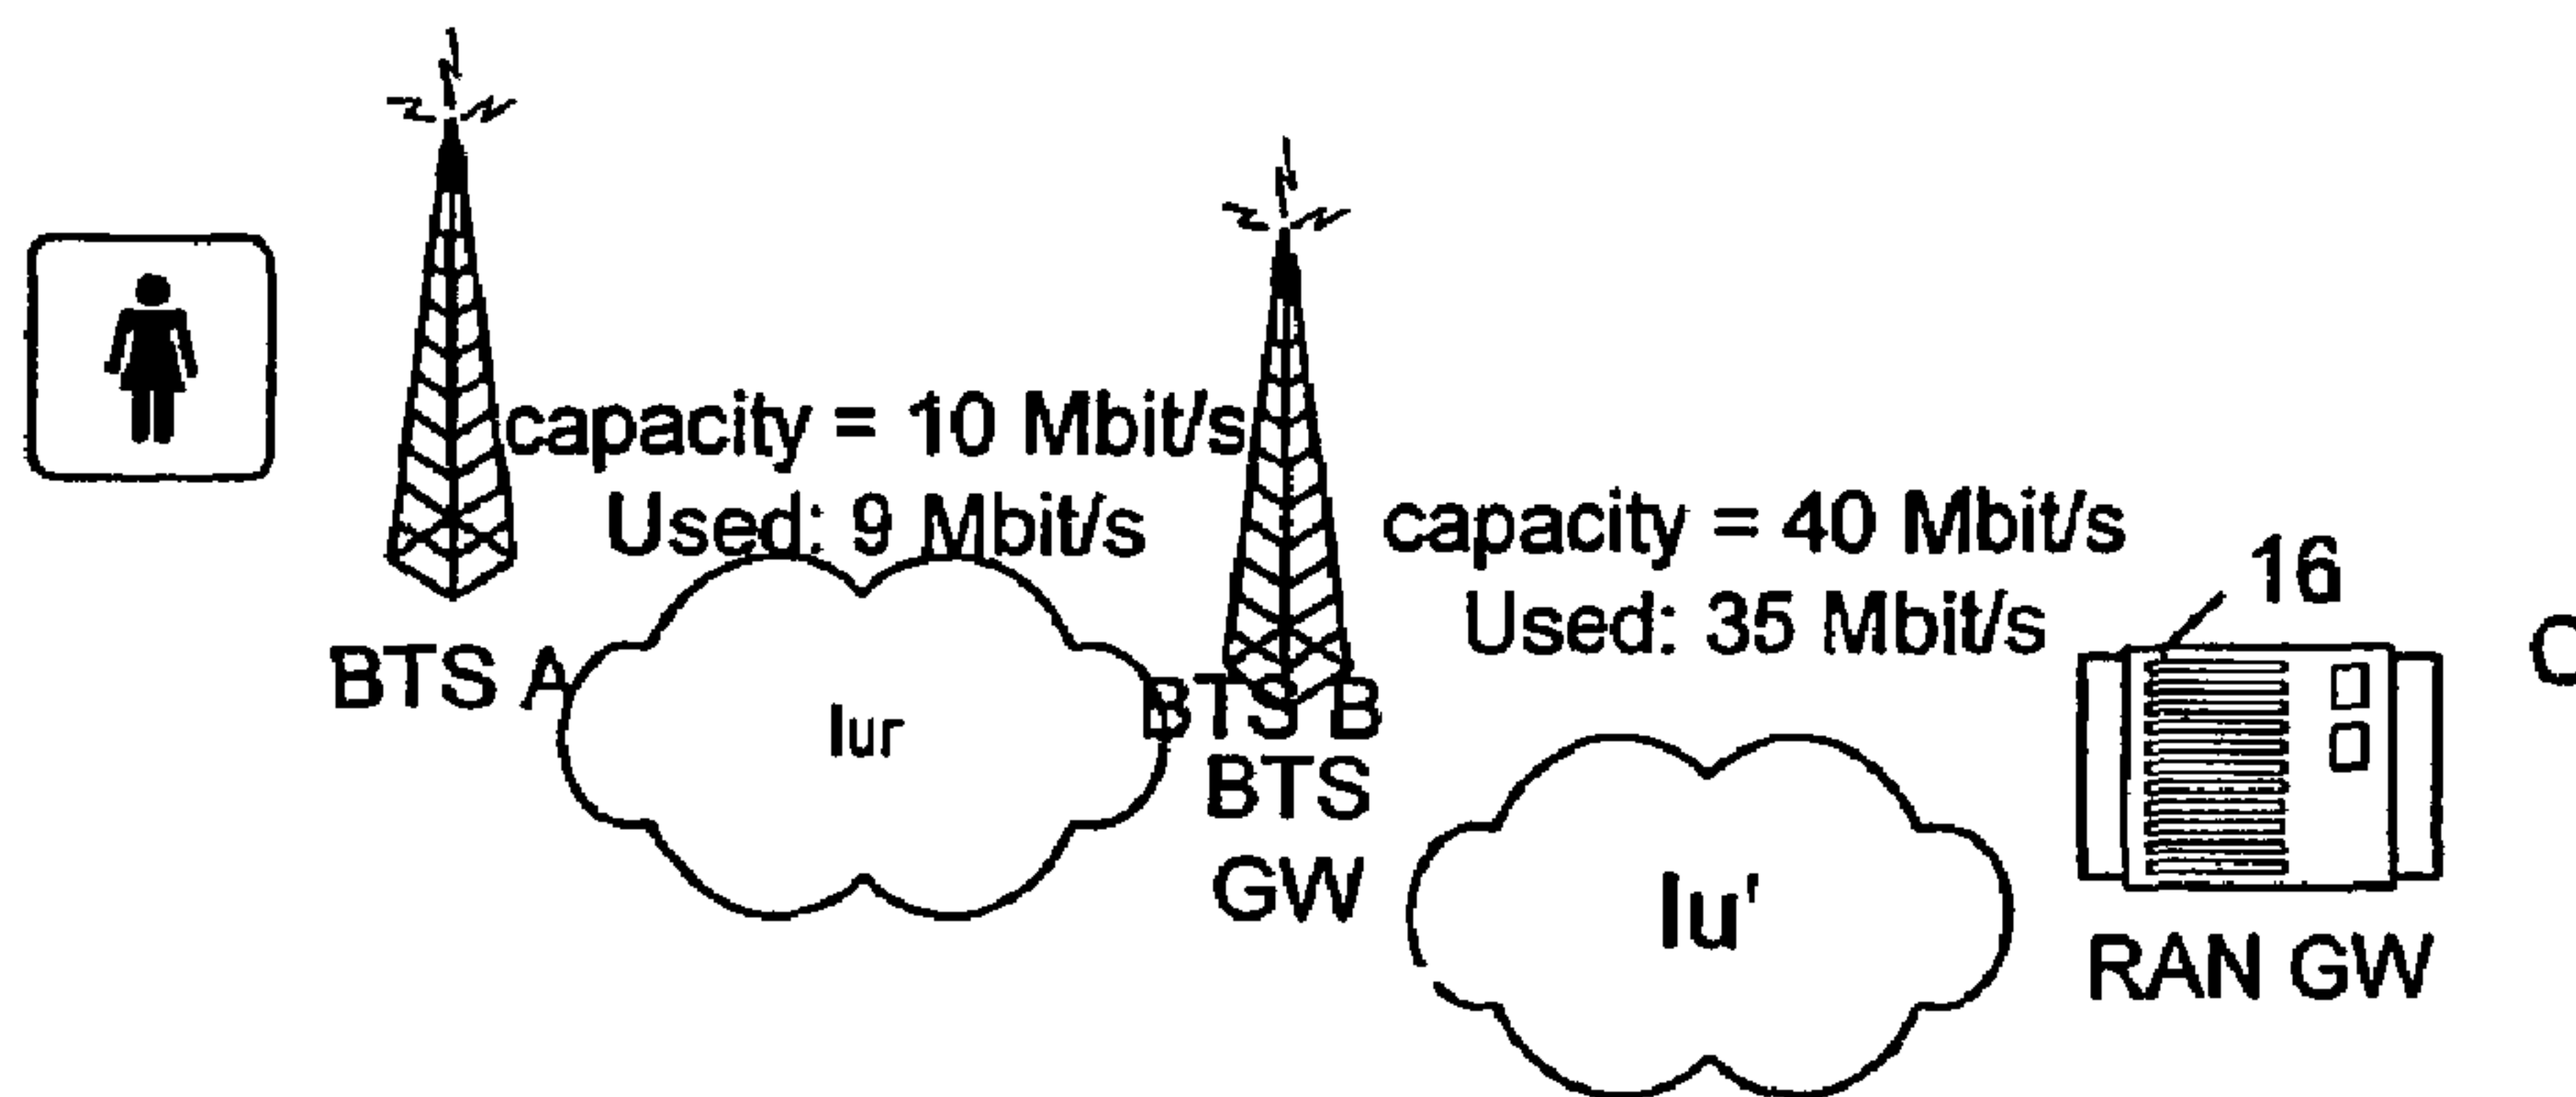 capacity = 10 Mbit/s
Used: 9 Mbit/s
capacity = 40 Mbit/s
Used: 35 Mbit/s
16
BTS A
Iur
BTS B
BTS
GW
Iu'
RAN GW